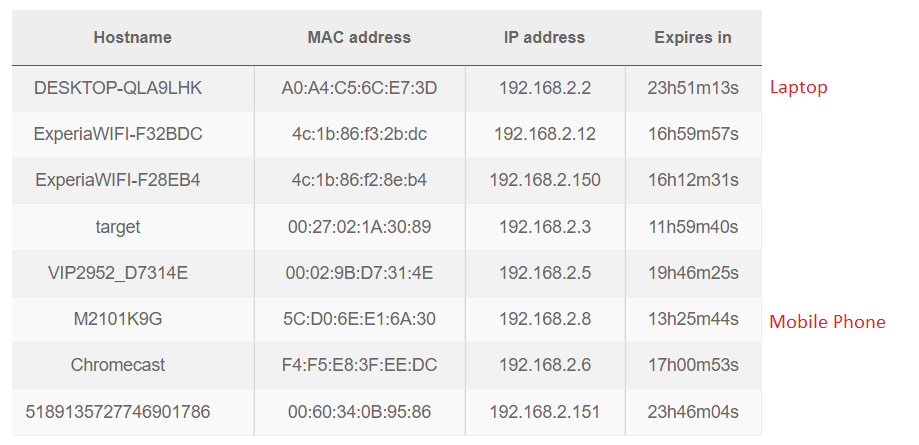 Hostname MAC address IP address Expires in
DESKTOP-QLA9LHK A0:A4:C5:6C:E7:3D 192.168.2.2 23h51m13s Laptop
ExperiaWIFI-F32BDC 4c:1b:86:f3:2b:dc 192.168.2.12 16h59m57s
ExperiaWIFI-F28EB4 4c:1b:86:f2:8e:b4 192.168.2.150 16h12m31s
target 00:27:02:1A:30:89 192.168.2.3 11h59m40s
VIP2952_D7314E 00:02:9B:D7:31:4E 192.168.2.5 19h46m25s
M2101K9G 5C:D0:6E:E1:6A:30 192.168.2.8 13h25m44s Mobile Phone
Chromecast F4:F5:E8:3F:EE:DC 192.168.2.6 17h00m53s
5189135727746901786 00:60:34:0B:95:86 192.168.2.151 23h46m04s